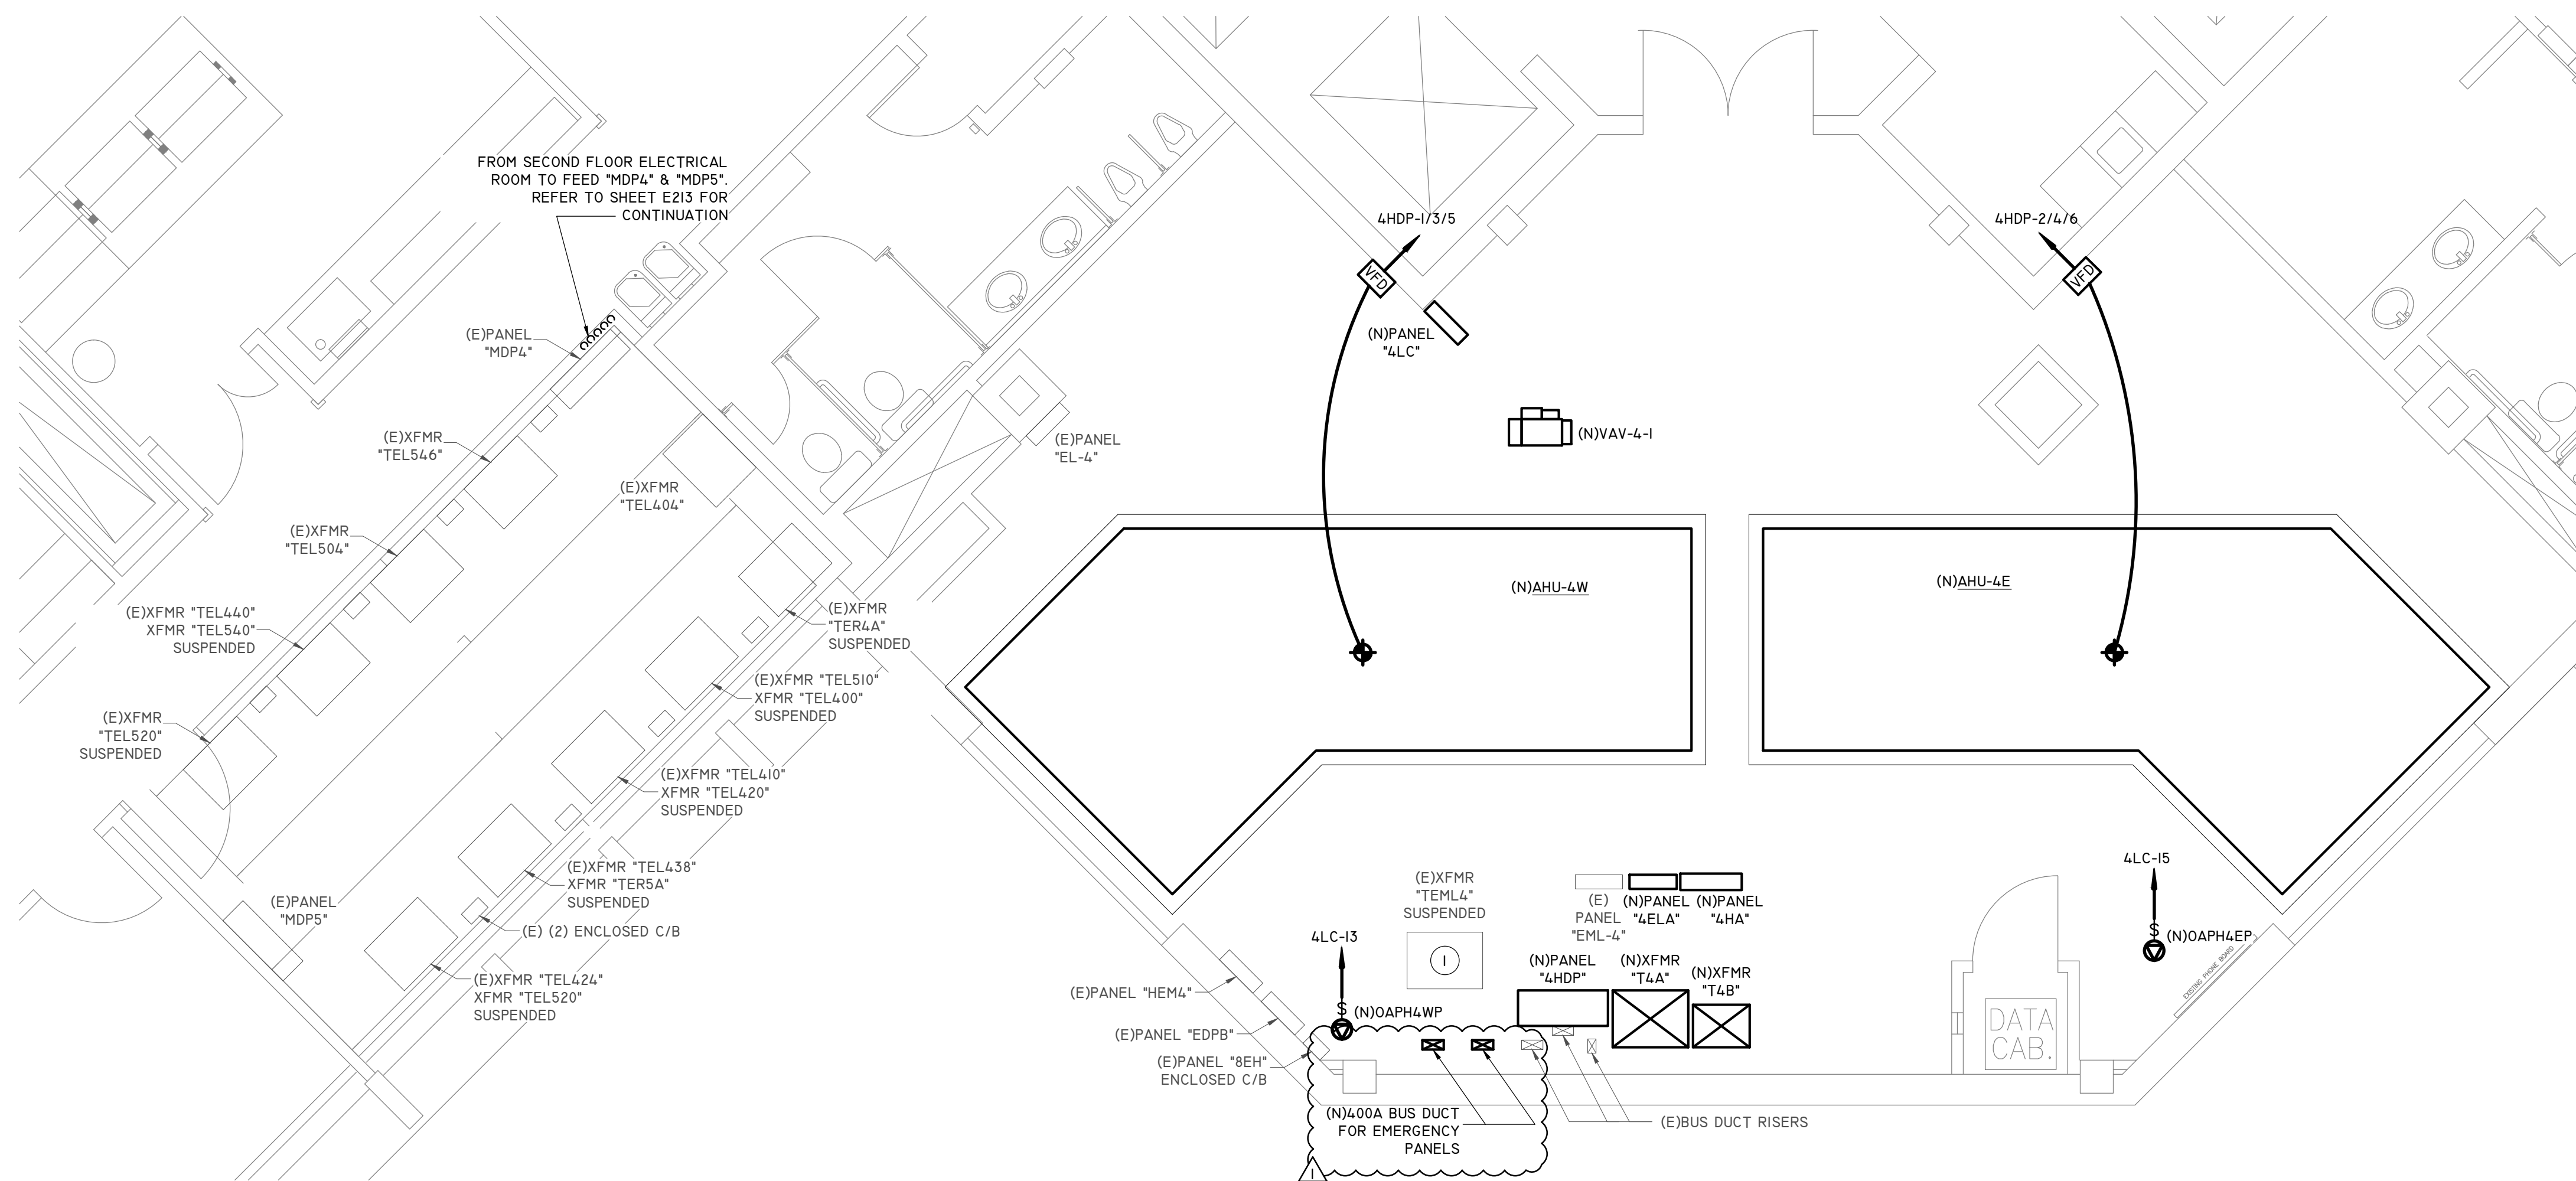 FROM SECOND FLOOR ELECTRICAL
ROOM TO FEED "MDP4" & "MDP5".
REFER TO SHEET E213 FOR
CONTINUATION
4HDP-1/3/5
4HDP-2/4/6
VFD
VFD
(E)PANEL
"MDP4"
(N)PANEL
"4LC"
(E)XFMR
"TEL546"
(E)PANEL
"EL-4"
(N)VAV-4-1
(E)XFMR
"TEL404"
(E)XFMR
"TEL504"
(N)AHU-4W
(N)AHU-4E
(E)XFMR "TEL440"
XFMR "TEL540"
SUSPENDED
(E)XFMR
"TER4A"
SUSPENDED
(E)XFMR "TEL510"
XFMR "TEL400"
SUSPENDED
(E)XFMR
"TEL520"
SUSPENDED
(E)XFMR "TEL410"
XFMR "TEL420"
SUSPENDED
(E)XFMR "TEL438"
XFMR "TER5A"
SUSPENDED
(E)PANEL
"MDP5"
(E) (2) ENCLOSED C/B
(E)XFMR "TEL424"
XFMR "TEL520"
SUSPENDED
(E)XFMR
"TEML4"
SUSPENDED
1
(E)
PANEL
"EML-4"
(N)PANEL
"4ELA"
(N)PANEL
"4HA"
4LC-15
S
(N)OAPH4EP
EXISTING PHONE BOARD
4LC-13
S
(N)OAPH4WP
(N)PANEL
"4HDP"
(N)XFMR
"T4A"
(N)XFMR
"T4B"
(E)PANEL "HEM4"
(E)PANEL "EDPB"
(E)PANEL "8EH"
ENCLOSED C/B
DATA
CAB.
(N)400A BUS DUCT
FOR EMERGENCY
PANELS
(E)BUS DUCT RISERS
1